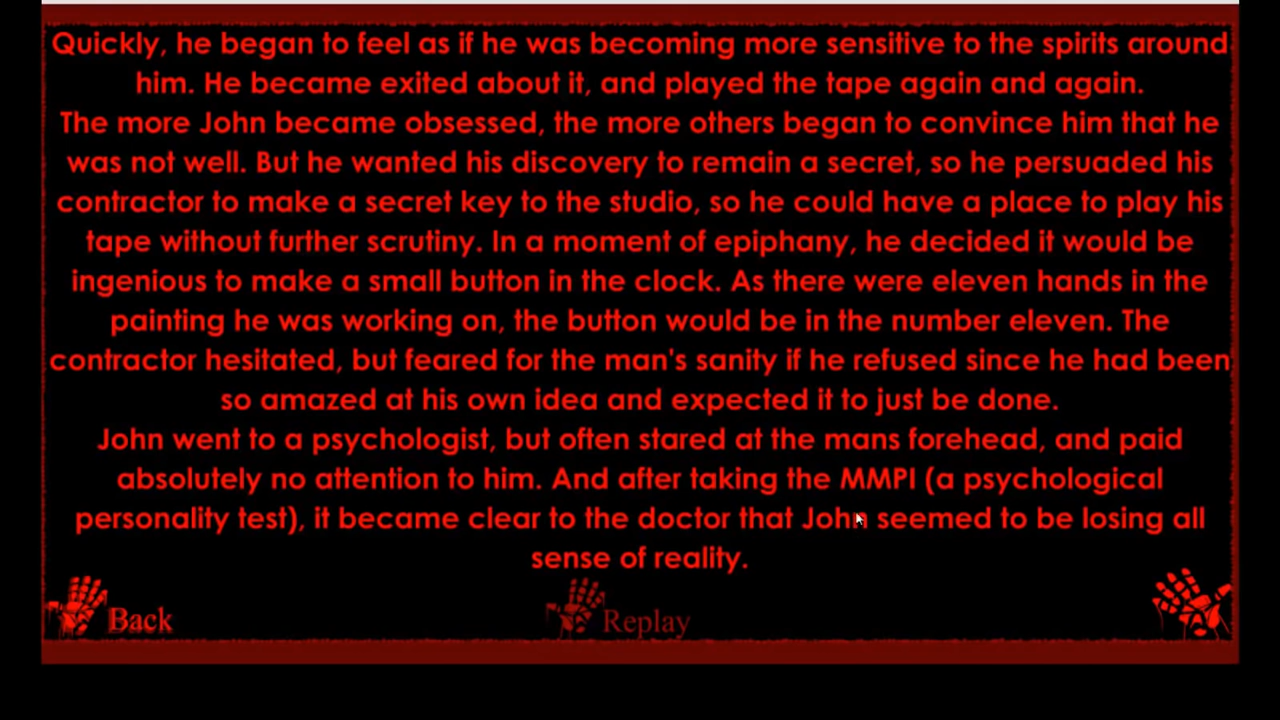 Quickly, he began to feel as if he was becoming more sensitive to the spirits around
him. He became exited about it, and played the tape again and again.
The more John became obsessed, the more others began to convince him that he
was not well. But he wanted his discovery to remain a secret, so he persuaded his
contractor to make a secret key to the studio, so he could have a place to play his
tape without further scrutiny. In a moment of epiphany, he decided it would be
ingenious to make a small button in the clock. As there were eleven hands in the
painting he was working on, the button would be in the number eleven. The
contractor hesitated, but feared for the man's sanity if he refused since he had been
so amazed at his own idea and expected it to just be done.
John went to a psychologist, but often stared at the mans forehead, and paid
absolutely no attention to him. And after taking the MMPI (a psychological
personality test), it became clear to the doctor that John seemed to be losing all
sense of reality.
Back
Replay